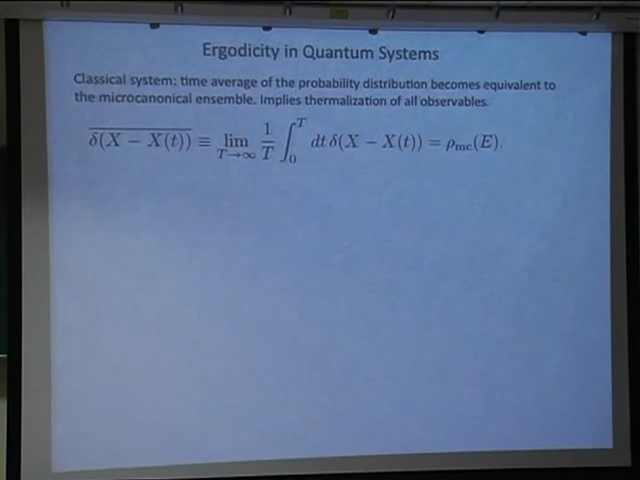 Ergodicity in Quantum Systems
Classical system: time average of the probability distribution becomes equivalent to
the microcanonical ensemble. Implies thermalization of all observables.
$\overline{\delta(X - X(t))} \equiv \lim_{T \to \infty} \frac{1}{T} \int_0^T dt\, \delta(X - X(t)) = \rho_{\mathrm{mc}}(E).$